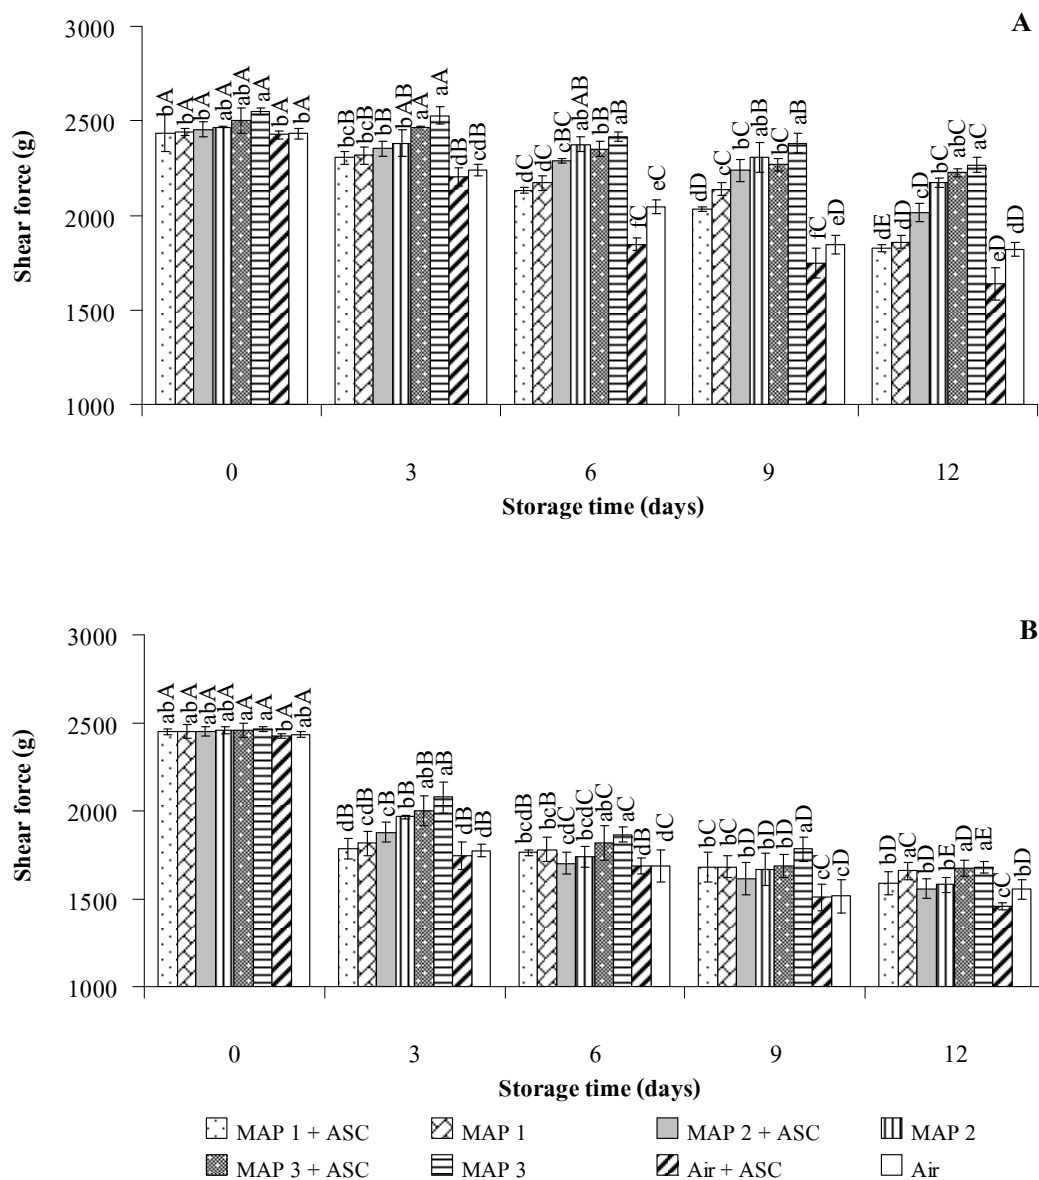 A
3000
2500
2000
1500
1000
Shear force (g)
bA bA bA abA abA aA bA bA
bcB bcB bB bAB aA aA dB cdB
dC dC cBC abAB bB aB fC eC
dD cC bC abB bC aB fC eD
dE dD cD bC abC aC eD dD
0 3 6 9 12
Storage time (days)
B
3000
2500
2000
1500
1000
Shear force (g)
abA abA abA abA aA aA bA abA
dB cdB cB bB abB aB dB dB
bcdB bcB cdC bcdC abC aC dB dC
bC bC bD bD bD aD cC cD
bD aC bD bE aD aE cC bD
0 3 6 9 12
Storage time (days)
MAP 1 + ASC MAP 1 MAP 2 + ASC MAP 2
MAP 3 + ASC MAP 3 Air + ASC Air